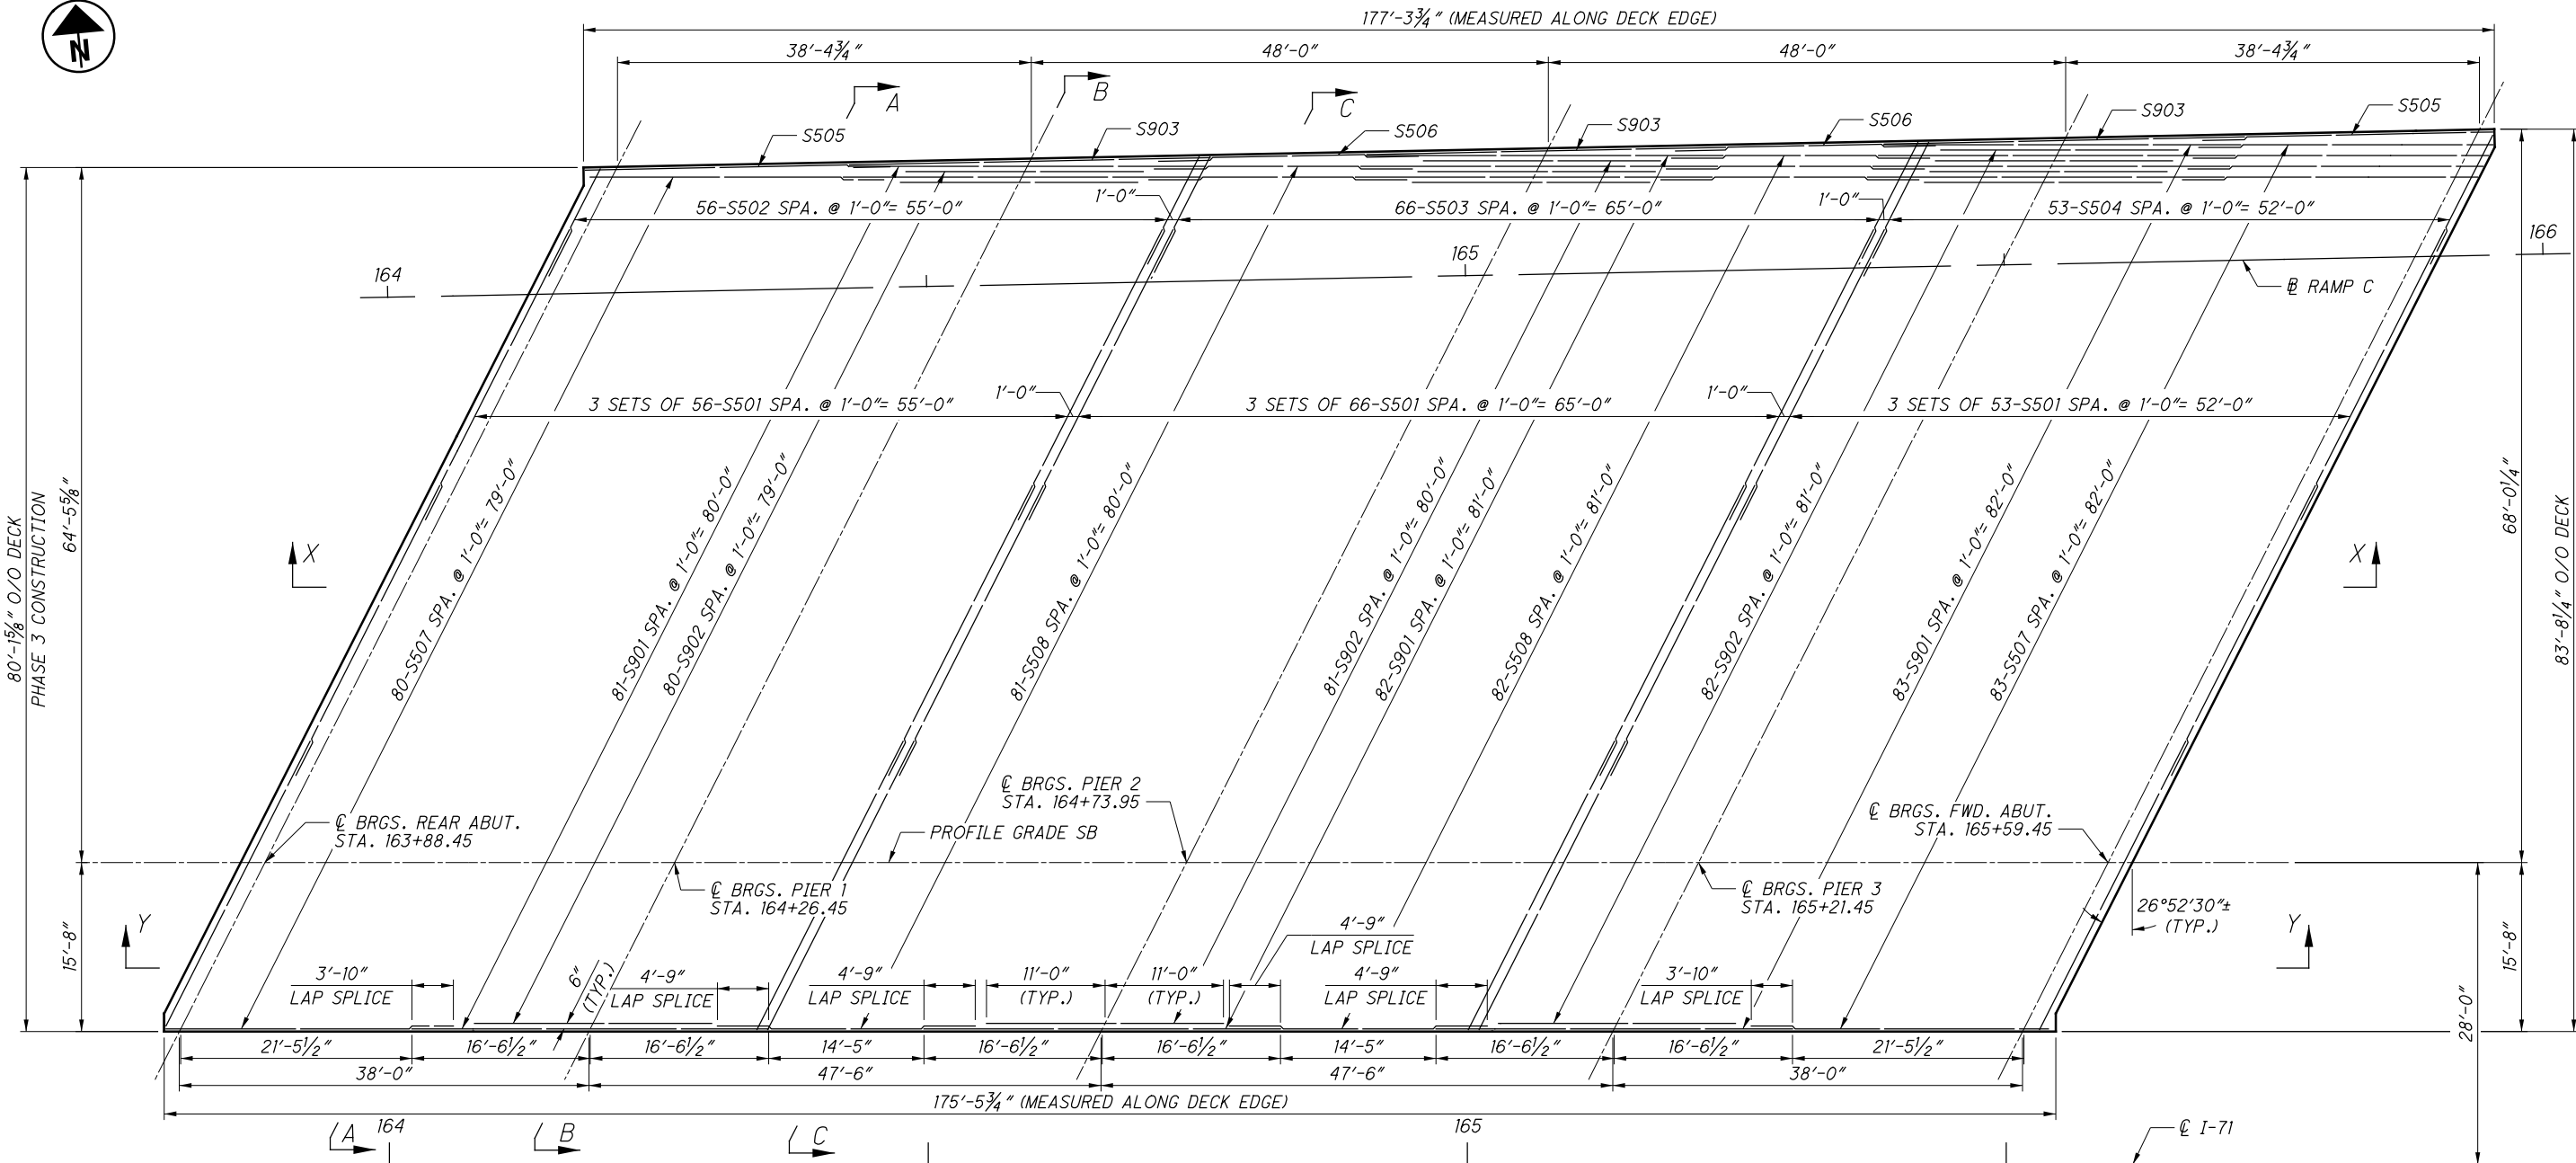 N
177'-3¾" (MEASURED ALONG DECK EDGE)
38'-4¾"
48'-0"
48'-0"
38'-4¾"
A
B
C
S505
S903
S506
S903
S506
S903
S505
1'-0"
1'-0"
56-S502 SPA. @ 1'-0"= 55'-0"
66-S503 SPA. @ 1'-0"= 65'-0"
53-S504 SPA. @ 1'-0"= 52'-0"
164
165
166
℄ RAMP C
3 SETS OF 56-S501 SPA. @ 1'-0"= 55'-0"
1'-0"
3 SETS OF 66-S501 SPA. @ 1'-0"= 65'-0"
1'-0"
3 SETS OF 53-S501 SPA. @ 1'-0"= 52'-0"
80'-1⅝" O/O DECK
PHASE 3 CONSTRUCTION
64'-5⅝"
15'-8"
80-S507 SPA. @ 1'-0"= 79'-0"
81-S901 SPA. @ 1'-0"= 80'-0"
80-S902 SPA. @ 1'-0"= 79'-0"
81-S508 SPA. @ 1'-0"= 80'-0"
81-S902 SPA. @ 1'-0"= 80'-0"
82-S901 SPA. @ 1'-0"= 81'-0"
82-S508 SPA. @ 1'-0"= 81'-0"
82-S902 SPA. @ 1'-0"= 81'-0"
83-S901 SPA. @ 1'-0"= 82'-0"
83-S507 SPA. @ 1'-0"= 82'-0"
68'-0¼"
83'-8¼" O/O DECK
15'-8"
28'-0"
X
X
℄ BRGS. REAR ABUT.
STA. 163+88.45
PROFILE GRADE SB
℄ BRGS. PIER 2
STA. 164+73.95
℄ BRGS. FWD. ABUT.
STA. 165+59.45
℄ BRGS. PIER 1
STA. 164+26.45
℄ BRGS. PIER 3
STA. 165+21.45
26°52'30"±
(TYP.)
Y
Y
3'-10"
LAP SPLICE
6"
(TYP.)
4'-9"
LAP SPLICE
4'-9"
LAP SPLICE
11'-0"
(TYP.)
11'-0"
(TYP.)
4'-9"
LAP SPLICE
4'-9"
LAP SPLICE
3'-10"
LAP SPLICE
21'-5½"
16'-6½"
16'-6½"
14'-5"
16'-6½"
16'-6½"
14'-5"
16'-6½"
16'-6½"
21'-5½"
38'-0"
47'-6"
47'-6"
38'-0"
175'-5¾" (MEASURED ALONG DECK EDGE)
A
164
B
C
165
℄ I-71